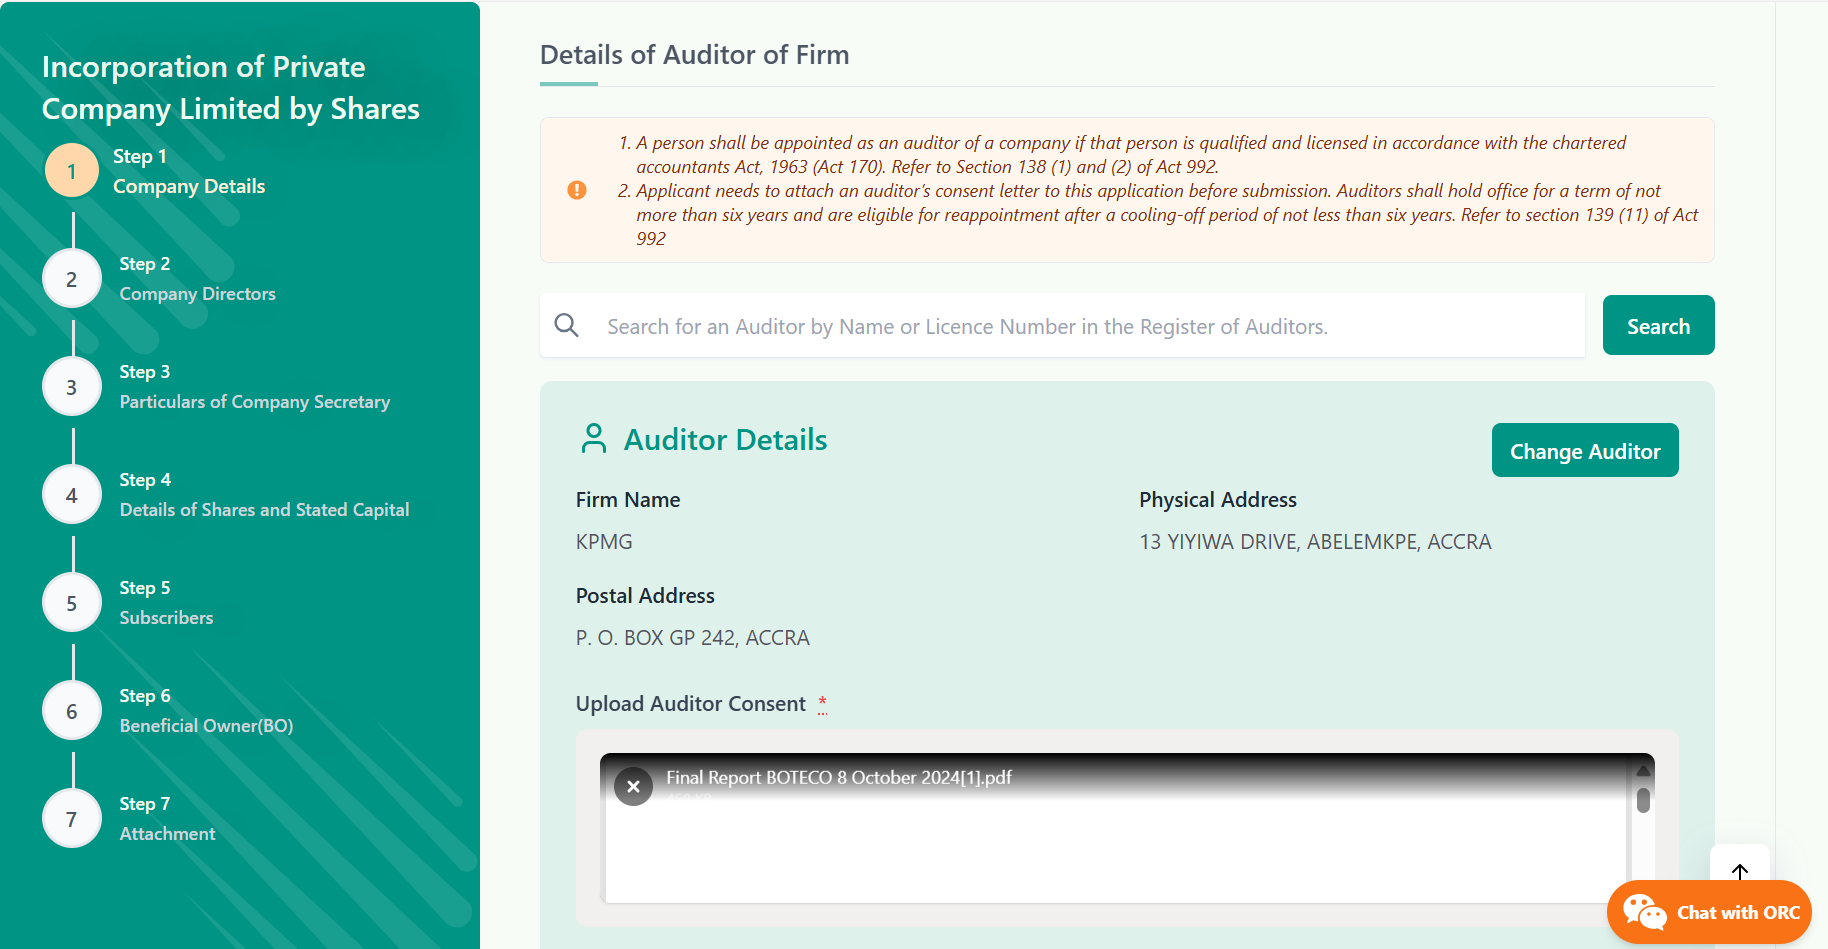 Incorporation of Private
Company Limited by Shares
1
Step 1
Company Details
2
Step 2
Company Directors
3
Step 3
Particulars of Company Secretary
4
Step 4
Details of Shares and Stated Capital
5
Step 5
Subscribers
6
Step 6
Beneficial Owner(BO)
7
Step 7
Attachment
Details of Auditor of Firm
1. A person shall be appointed as an auditor of a company if that person is qualified and licensed in accordance with the chartered
accountants Act, 1963 (Act 170). Refer to Section 138 (1) and (2) of Act 992.
2. Applicant needs to attach an auditor’s consent letter to this application before submission. Auditors shall hold office for a term of not
more than six years and are eligible for reappointment after a cooling-off period of not less than six years. Refer to section 139 (11) of Act
992
Search for an Auditor by Name or Licence Number in the Register of Auditors.
Search
Auditor Details
Change Auditor
Firm Name
KPMG
Physical Address
13 YIYIWA DRIVE, ABELEMKPE, ACCRA
Postal Address
P. O. BOX GP 242, ACCRA
Upload Auditor Consent *
Final Report BOTECO 8 October 2024[1].pdf
Chat with ORC